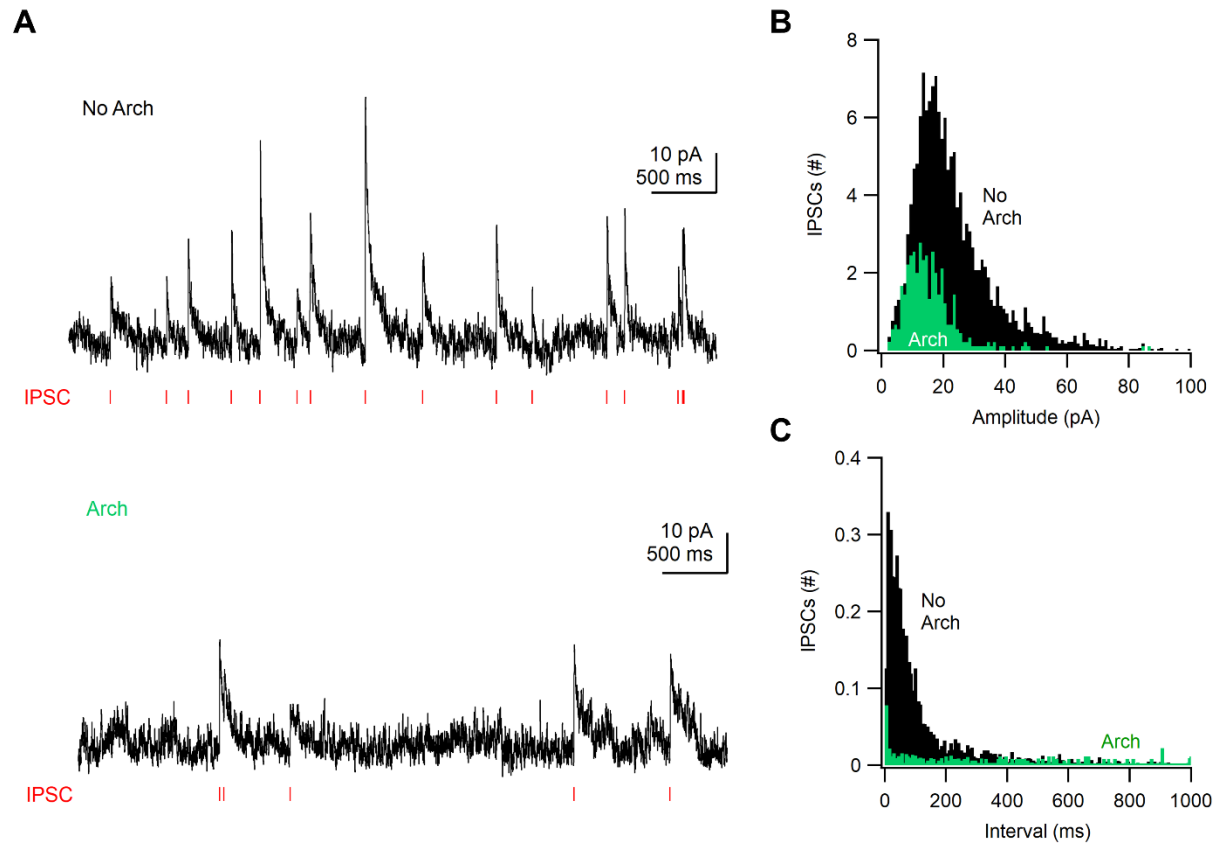 A
No Arch
10 pA
500 ms
IPSC
Arch
10 pA
500 ms
IPSC
B
8
6
4
2
0
IPSCs (#)
No
Arch
Arch
0 20 40 60 80 100
Amplitude (pA)
C
0.4
0.3
0.2
0.1
0
IPSCs (#)
No
Arch
Arch
0 200 400 600 800 1000
Interval (ms)